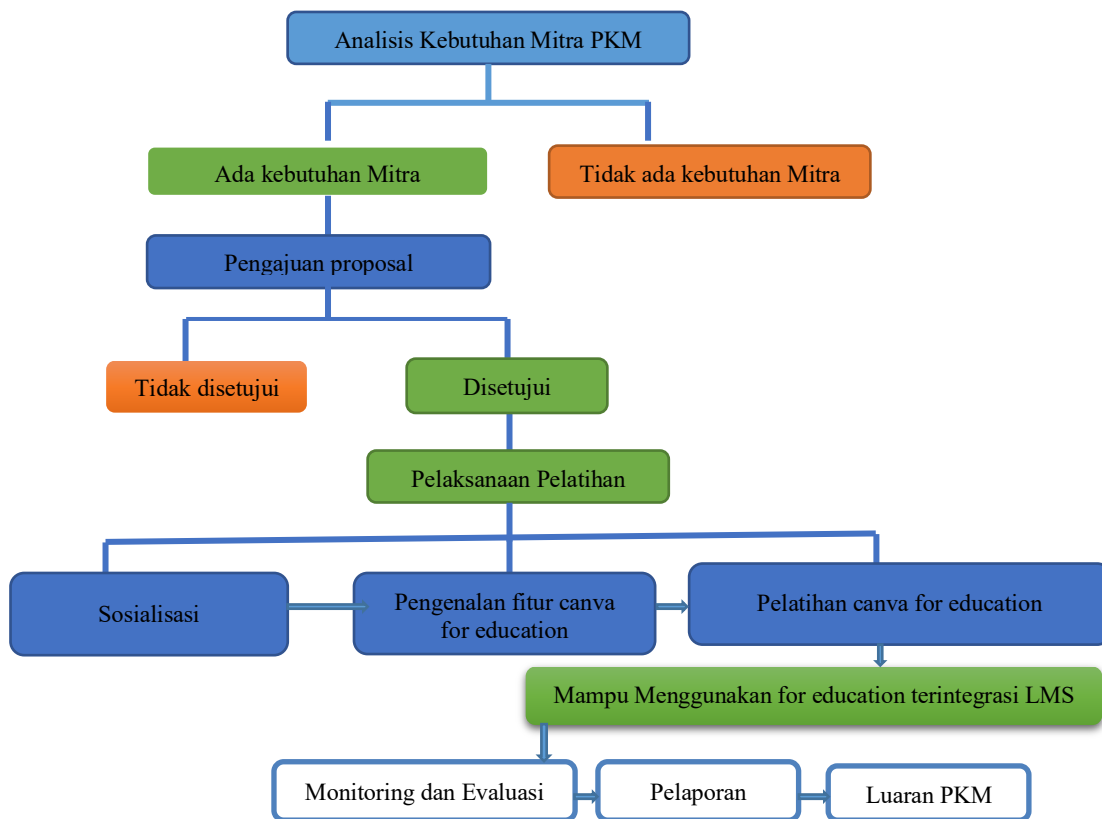 Analisis Kebutuhan Mitra PKM
Ada kebutuhan Mitra
Tidak ada kebutuhan Mitra
Pengajuan proposal
Tidak disetujui
Disetujui
Pelaksanaan Pelatihan
Sosialisasi
Pengenalan fitur canva
for education
Pelatihan canva for education
Mampu Menggunakan for education terintegrasi LMS
Monitoring dan Evaluasi
Pelaporan
Luaran PKM